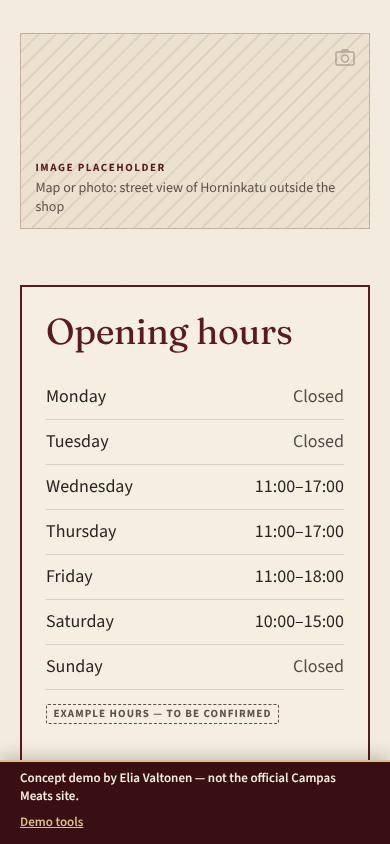 IMAGE PLACEHOLDER
Map or photo: street view of Horninkatu outside the
shop
Opening hours
Monday Closed
Tuesday Closed
Wednesday 11:00–17:00
Thursday 11:00–17:00
Friday 11:00–18:00
Saturday 10:00–15:00
Sunday Closed
EXAMPLE HOURS — TO BE CONFIRMED
Concept demo by Elia Valtonen — not the official Campas
Meats site.
Demo tools